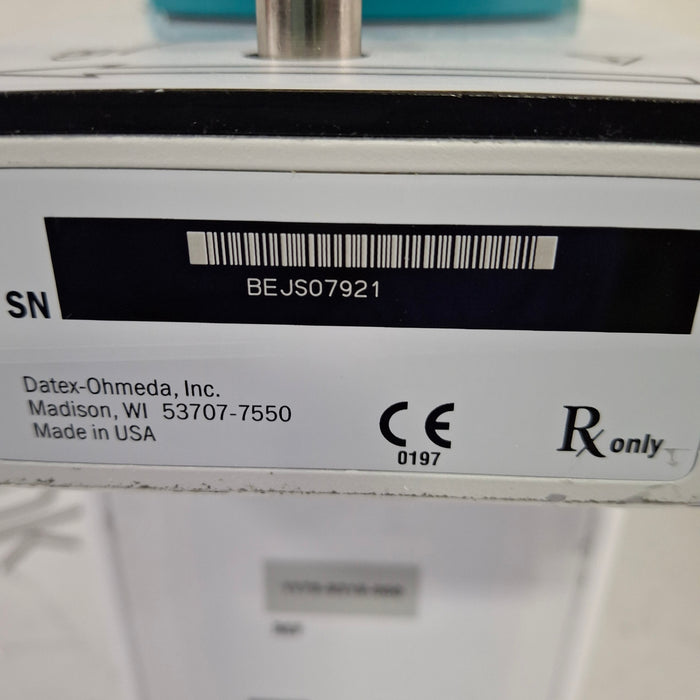 SN
BEJS07921
Datex-Ohmeda, Inc.
Madison, WI 53707-7550
Made in USA
CE
0197
Rx only